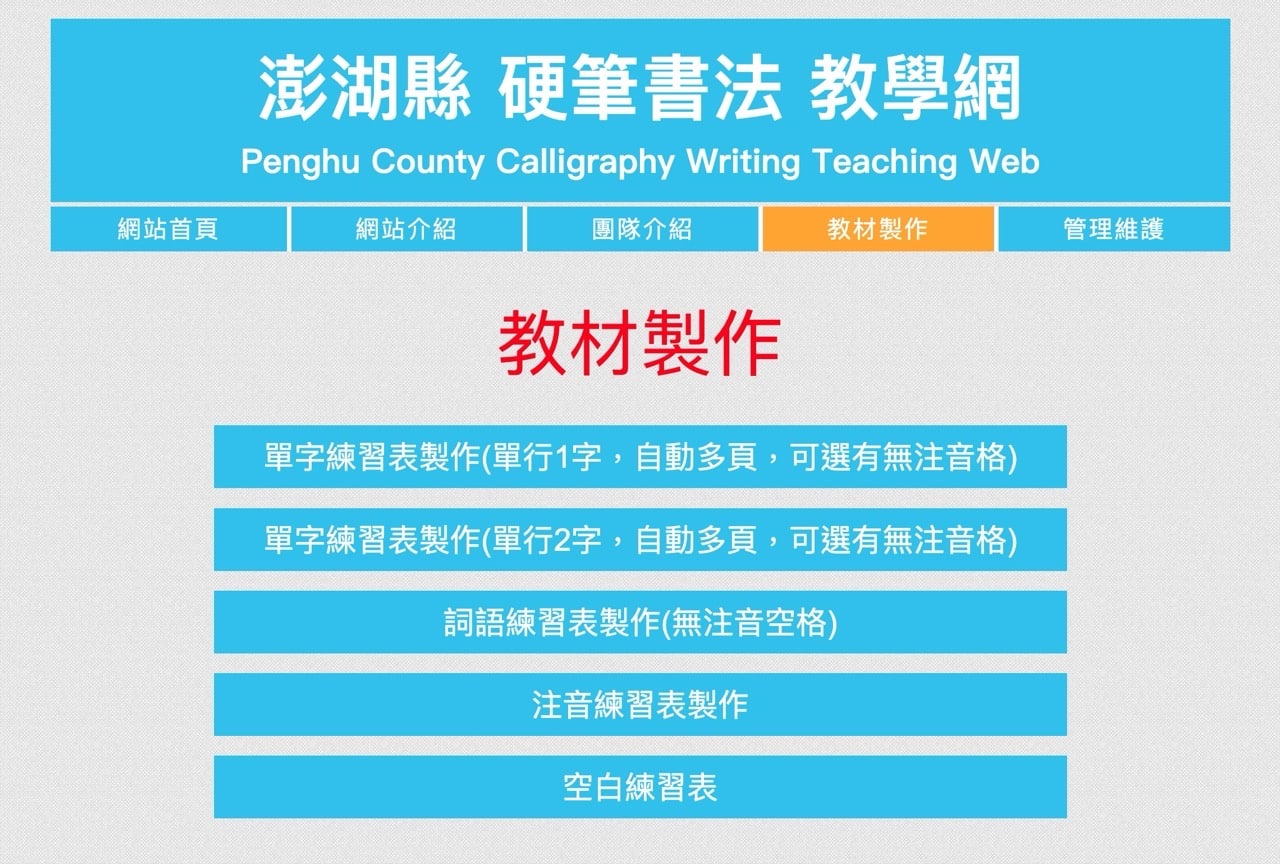 澎湖縣 硬筆書法 教學網
Penghu County Calligraphy Writing Teaching Web
網站首頁 網站介紹 團隊介紹 教材製作 管理維護
教材製作
單字練習表製作(單行1字，自動多頁，可選有無注音格)
單字練習表製作(單行2字，自動多頁，可選有無注音格)
詞語練習表製作(無注音空格)
注音練習表製作
空白練習表